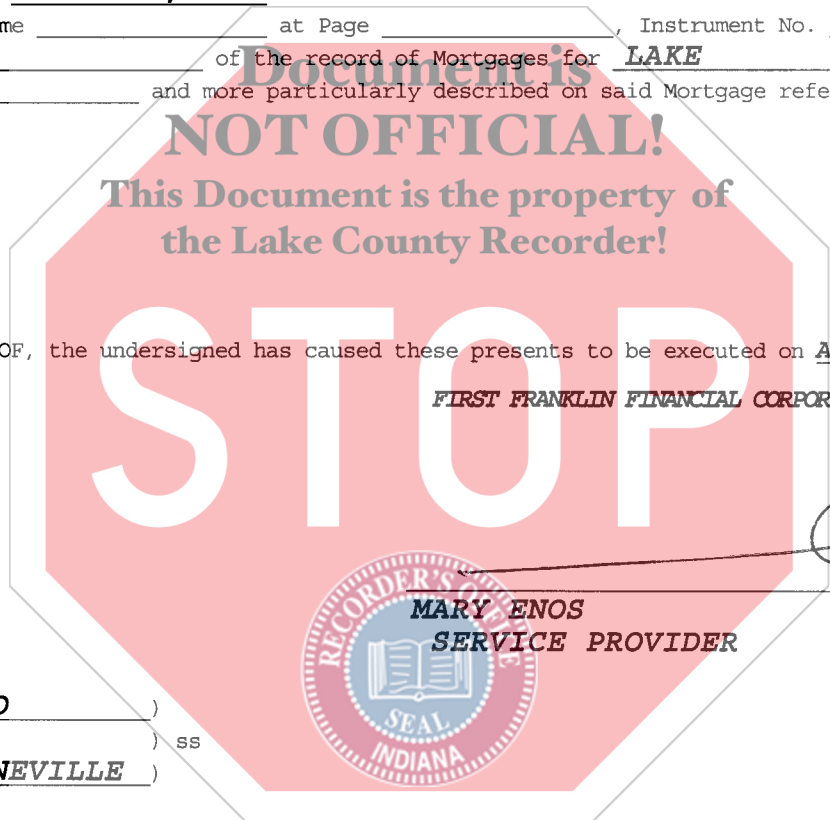 me at Page , Instrument No.
of the record of Mortgages for LAKE
Document is
and more particularly described on said Mortgage refe
NOT OFFICIAL!
This Document is the property of
the Lake County Recorder!
STOP
OF, the undersigned has caused these presents to be executed on A
FIRST FRANKLIN FINANCIAL CORPOR
RECORDER'S OFFICE
MARY ENOS
SERVICE PROVIDER
SEAL
INDIANA
O )
) ss
NEVILLE )